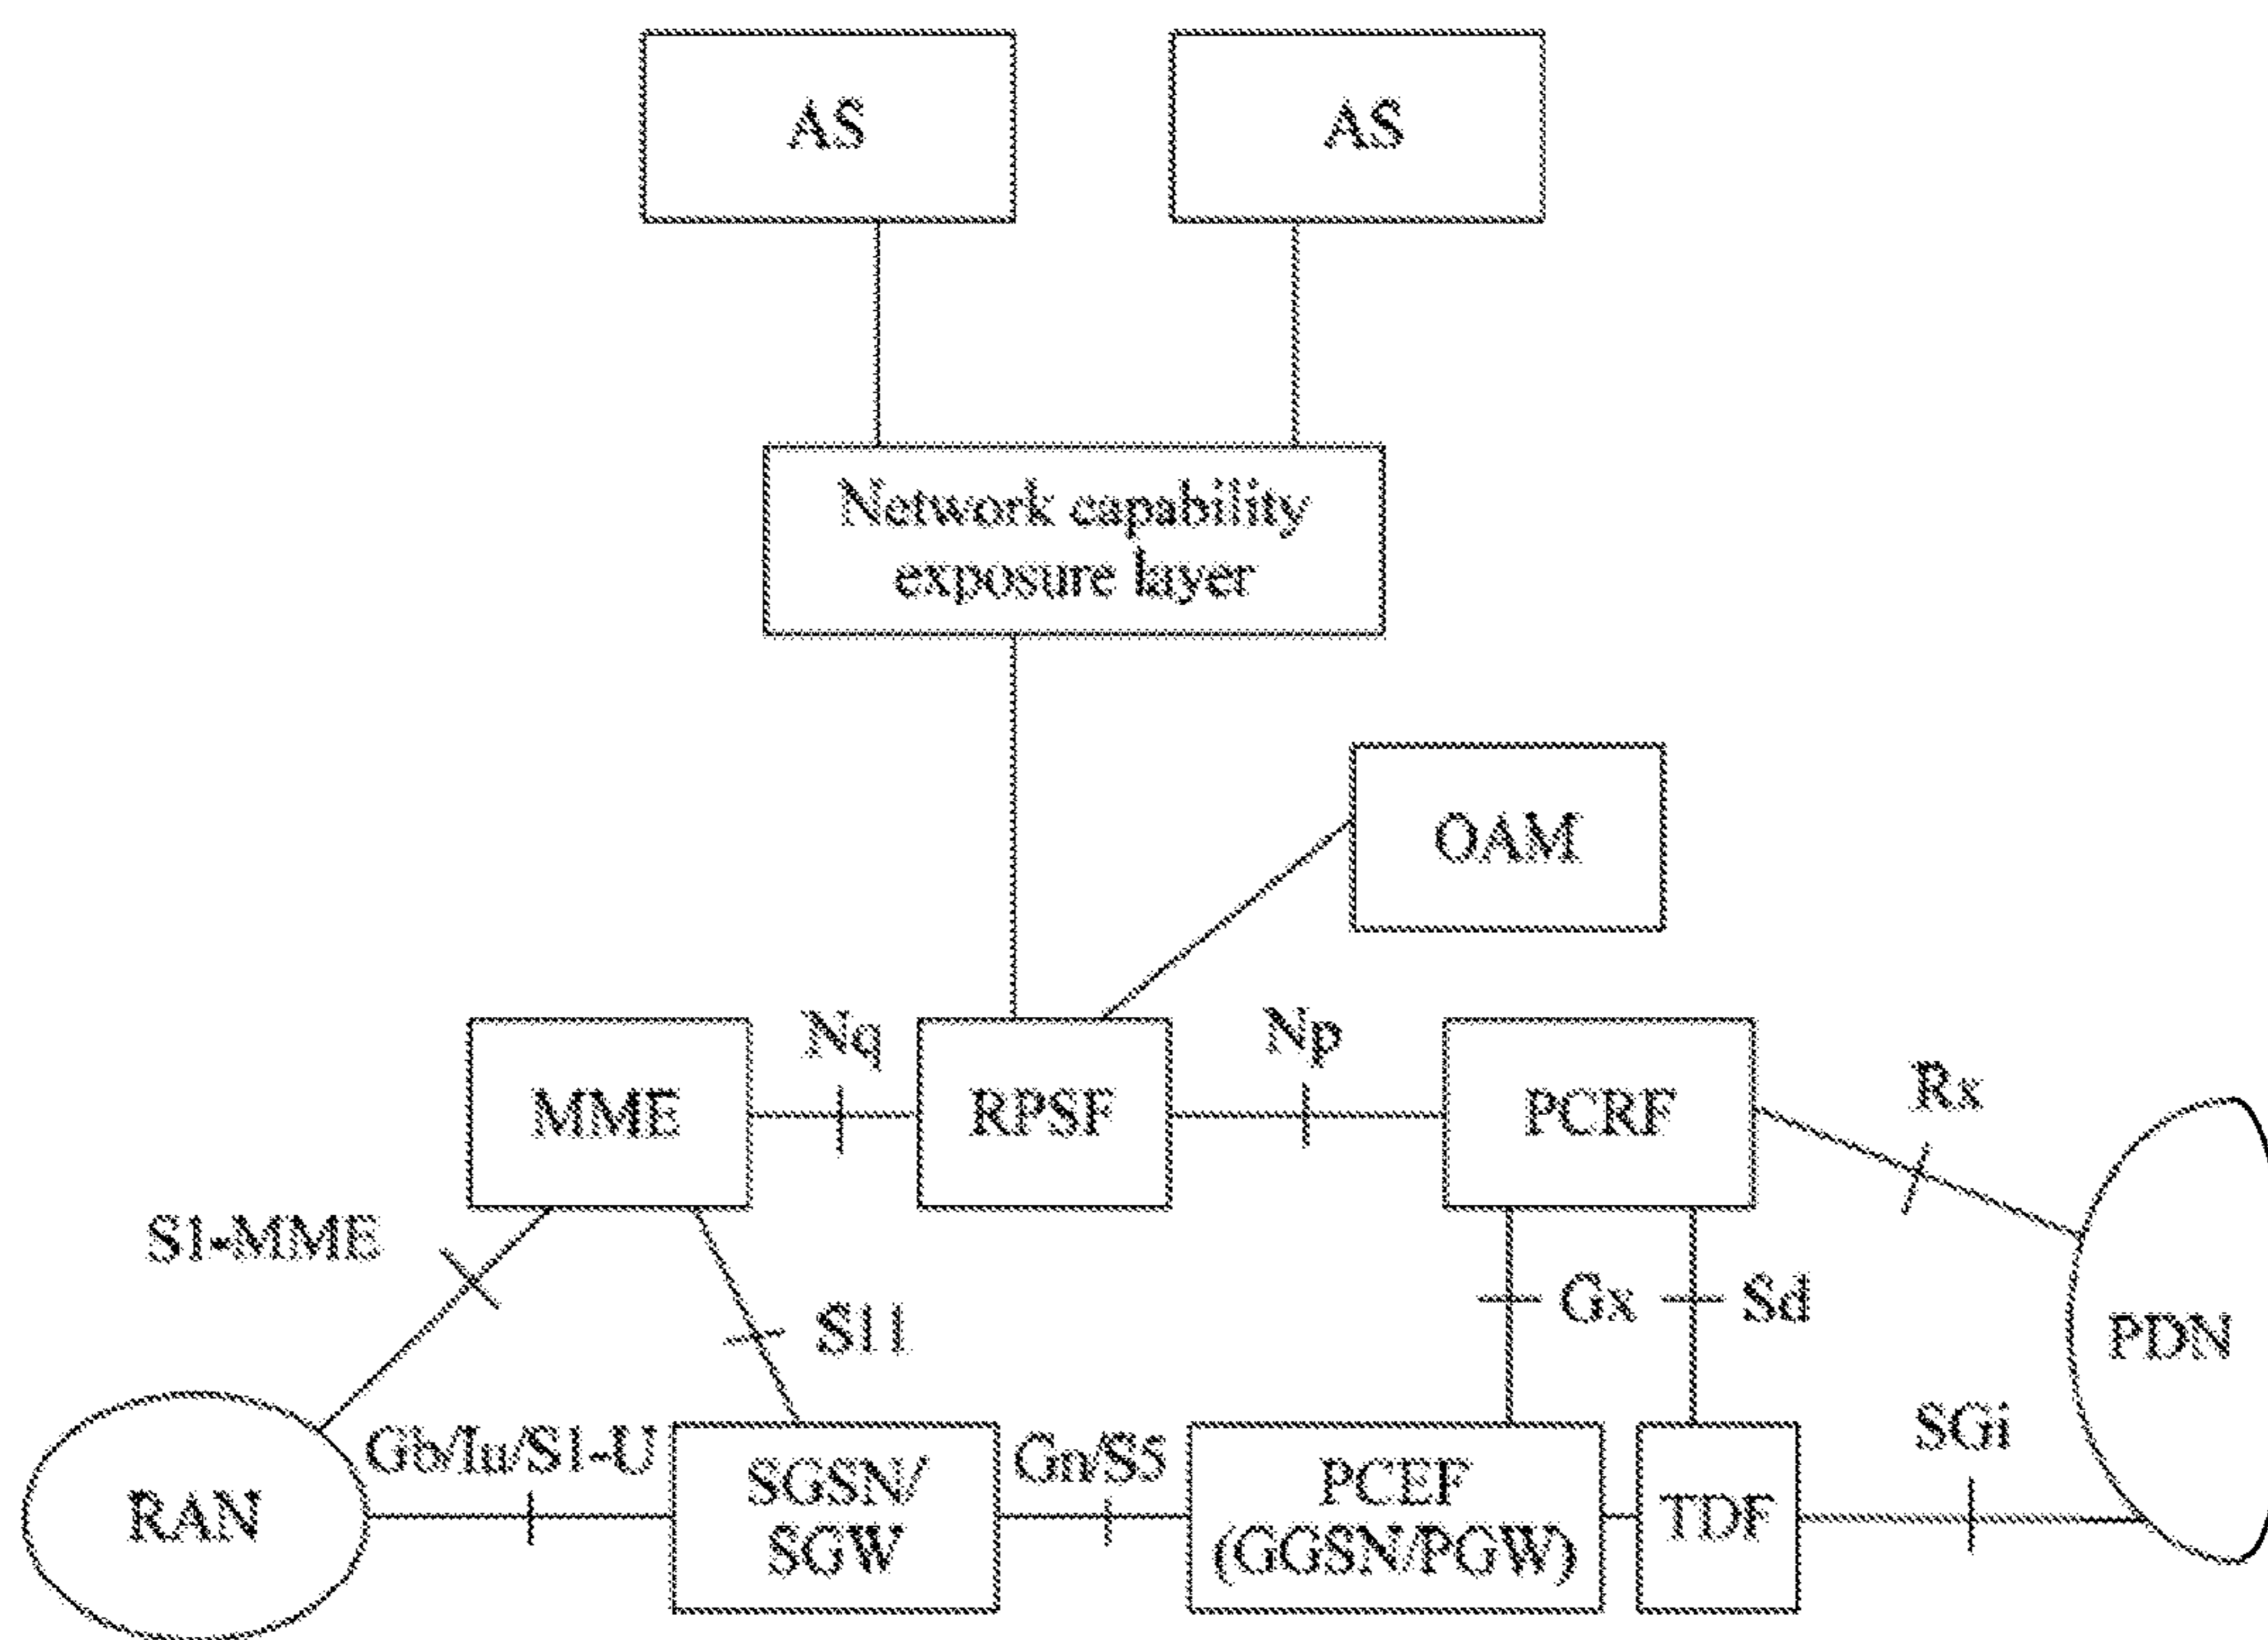 AS
AS
Network capability
exposure layer
OAM
Nq
Np
MME
RPSF
PCRF
Rx
S1-MME
S11
Gx
Sd
PDN
Gb/Iu/S1-U
Gn/S5
SGi
RAN
SGSN/
SGW
PCEF
(GGSN/PGW)
TDF